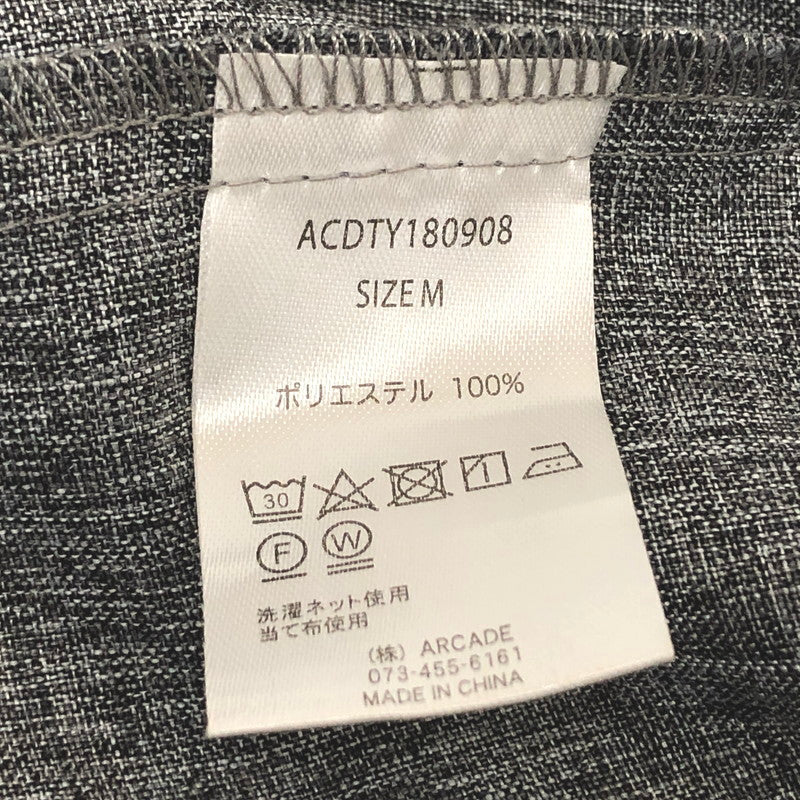 ACDTY180908
SIZE M
ポリエステル 100%
30
F W
洗濯ネット使用
当て布使用
（株）ARCADE
073-455-6161
MADE IN CHINA